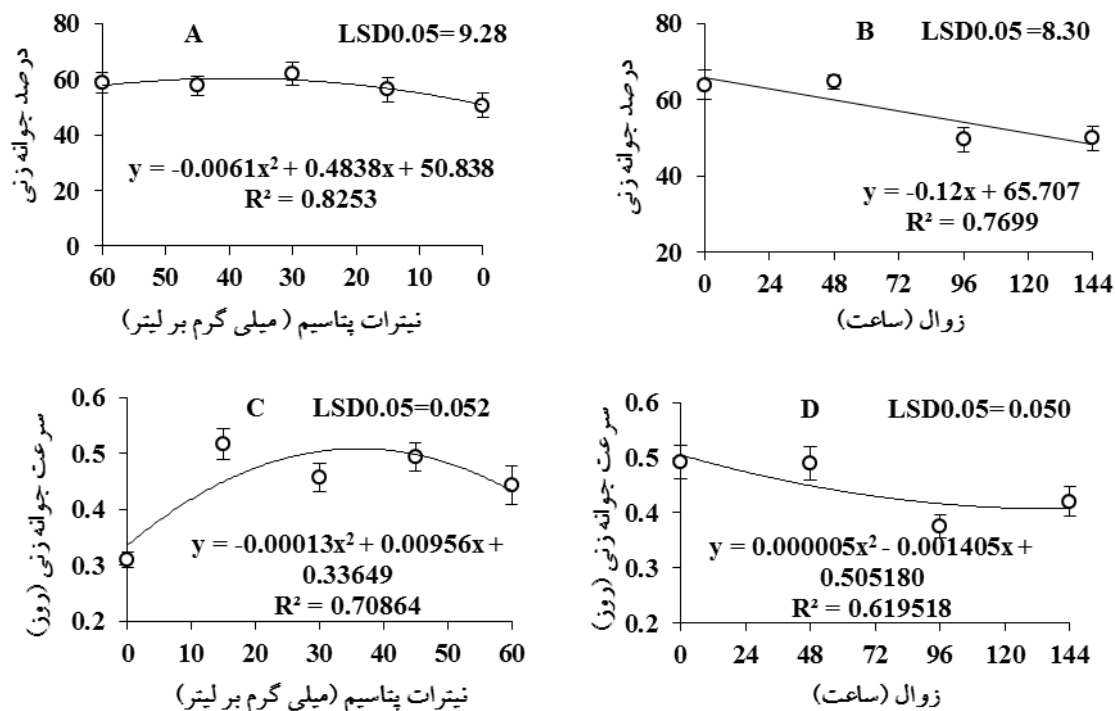 A LSD0.05=9.28
درصد جوانه زنی
80
60
40
20
0
y = -0.0061x² + 0.4838x + 50.838
R² = 0.8253
60 50 40 30 20 10 0
نیترات پتاسیم ( میلی گرم بر لیتر)
B LSD0.05=8.30
درصد جوانه زنی
80
60
40
20
y = -0.12x + 65.707
R² = 0.7699
0 24 48 72 96 120 144
زوال (ساعت)
C LSD0.05=0.052
سرعت جوانه زنی (روز)
0.6
0.5
0.4
0.3
0.2
y = -0.00013x² + 0.00956x +
0.33649
R² = 0.70864
0 10 20 30 40 50 60
نیترات پتاسیم (میلی گرم بر لیتر)
D LSD0.05= 0.050
سرعت جوانه زنی (روز)
0.6
0.5
0.4
0.3
0.2
y = 0.000005x² - 0.001405x +
0.505180
R² = 0.619518
0 24 48 72 96 120 144
زوال (ساعت)